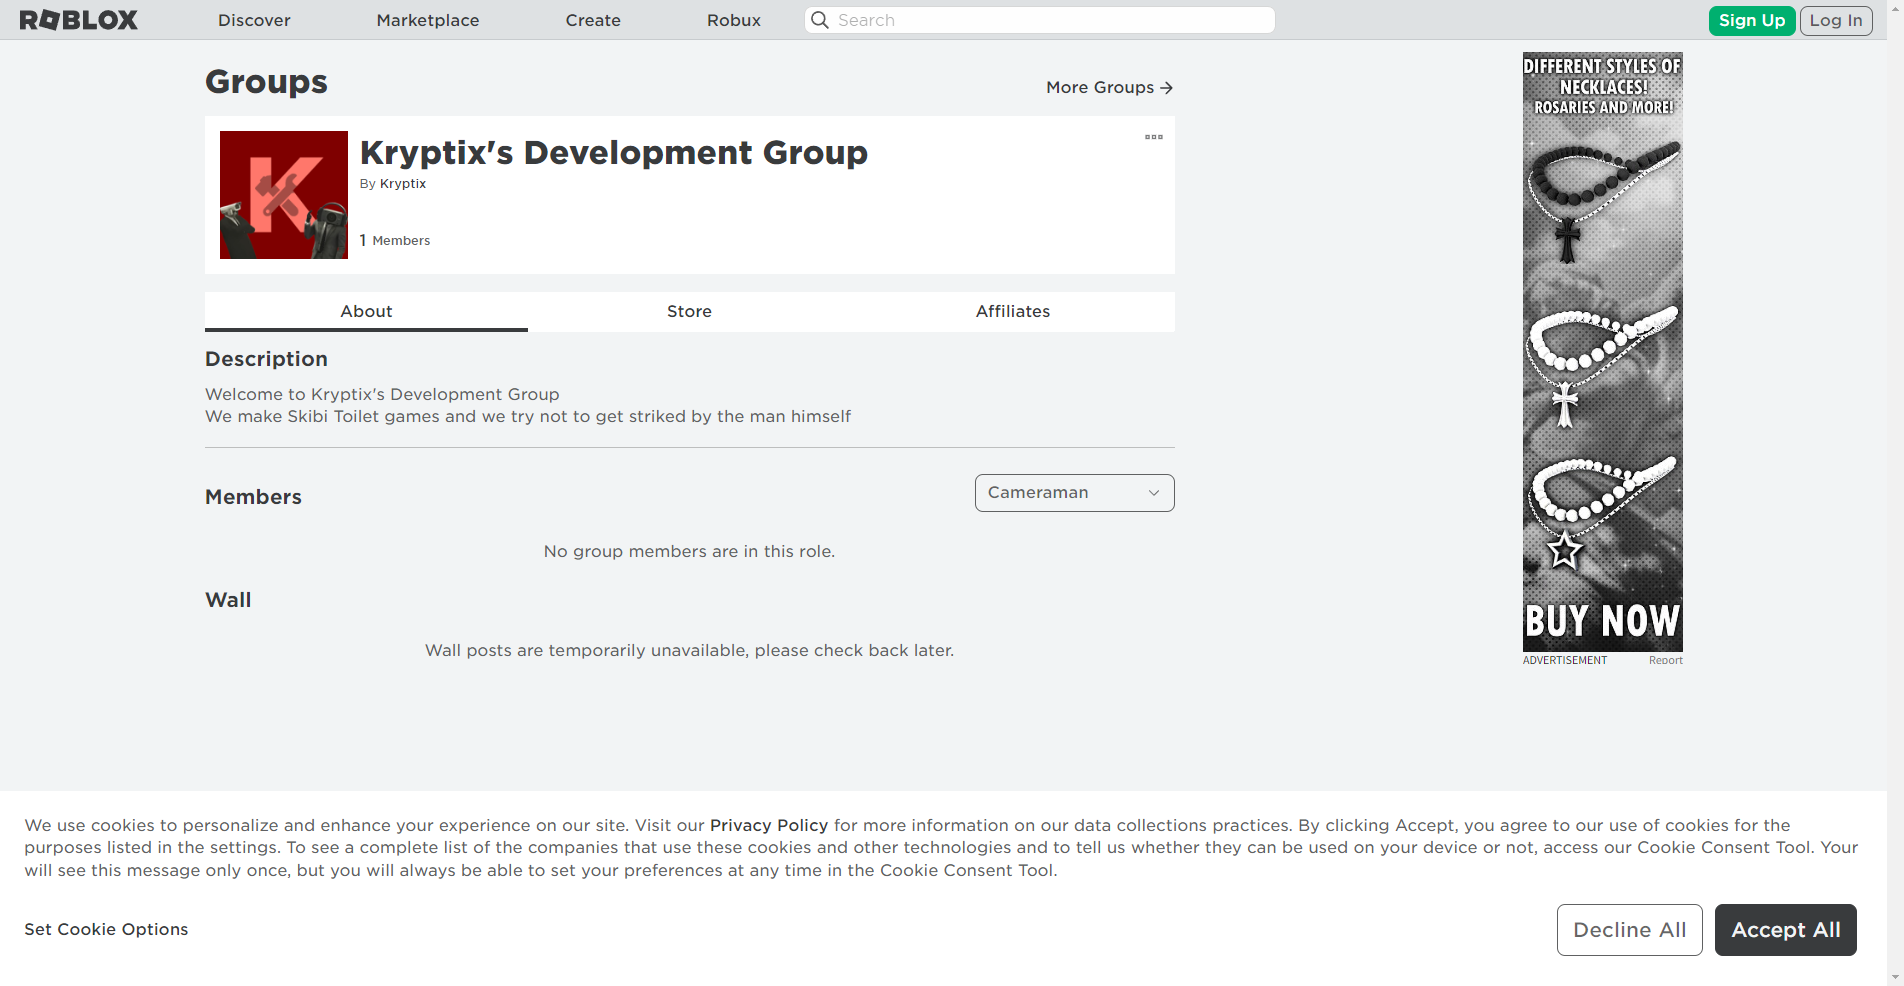 ROBLOX
Discover
Marketplace
Create
Robux
Search
Sign Up
Log In
Groups
More Groups →
K
Kryptix's Development Group
By Kryptix
1 Members
About
Store
Affiliates
Description
Welcome to Kryptix's Development Group
We make Skibi Toilet games and we try not to get striked by the man himself
Members
Cameraman
No group members are in this role.
Wall
Wall posts are temporarily unavailable, please check back later.
DIFFERENT STYLES OF
NECKLACES!
ROSARIES AND MORE!
BUY NOW
ADVERTISEMENT
Report
We use cookies to personalize and enhance your experience on our site. Visit our Privacy Policy for more information on our data collections practices. By clicking Accept, you agree to our use of cookies for the
purposes listed in the settings. To see a complete list of the companies that use these cookies and other technologies and to tell us whether they can be used on your device or not, access our Cookie Consent Tool. Your
will see this message only once, but you will always be able to set your preferences at any time in the Cookie Consent Tool.
Set Cookie Options
Decline All
Accept All